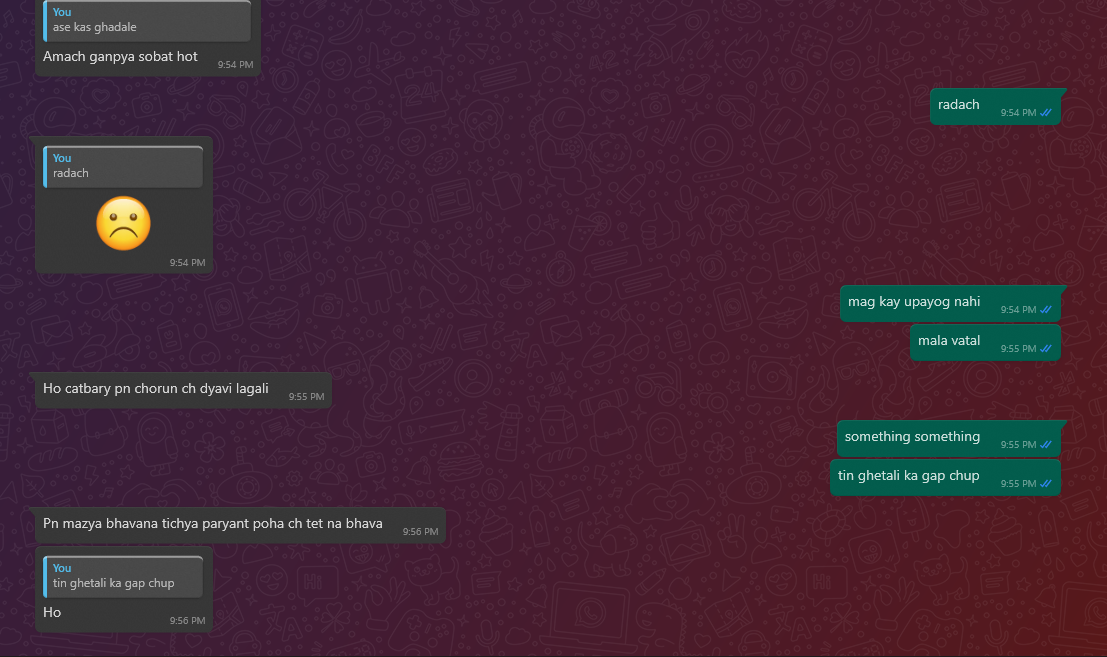 You
ase kas ghadale
Amach ganpya sobat hot
9:54 PM
radach
9:54 PM
You
radach
9:54 PM
mag kay upayog nahi
9:54 PM
mala vatal
9:55 PM
Ho catbary pn chorun ch dyavi lagali
9:55 PM
something something
9:55 PM
tin ghetali ka gap chup
9:55 PM
Pn mazya bhavana tichya paryant poha ch tet na bhava
9:56 PM
You
tin ghetali ka gap chup
Ho
9:56 PM